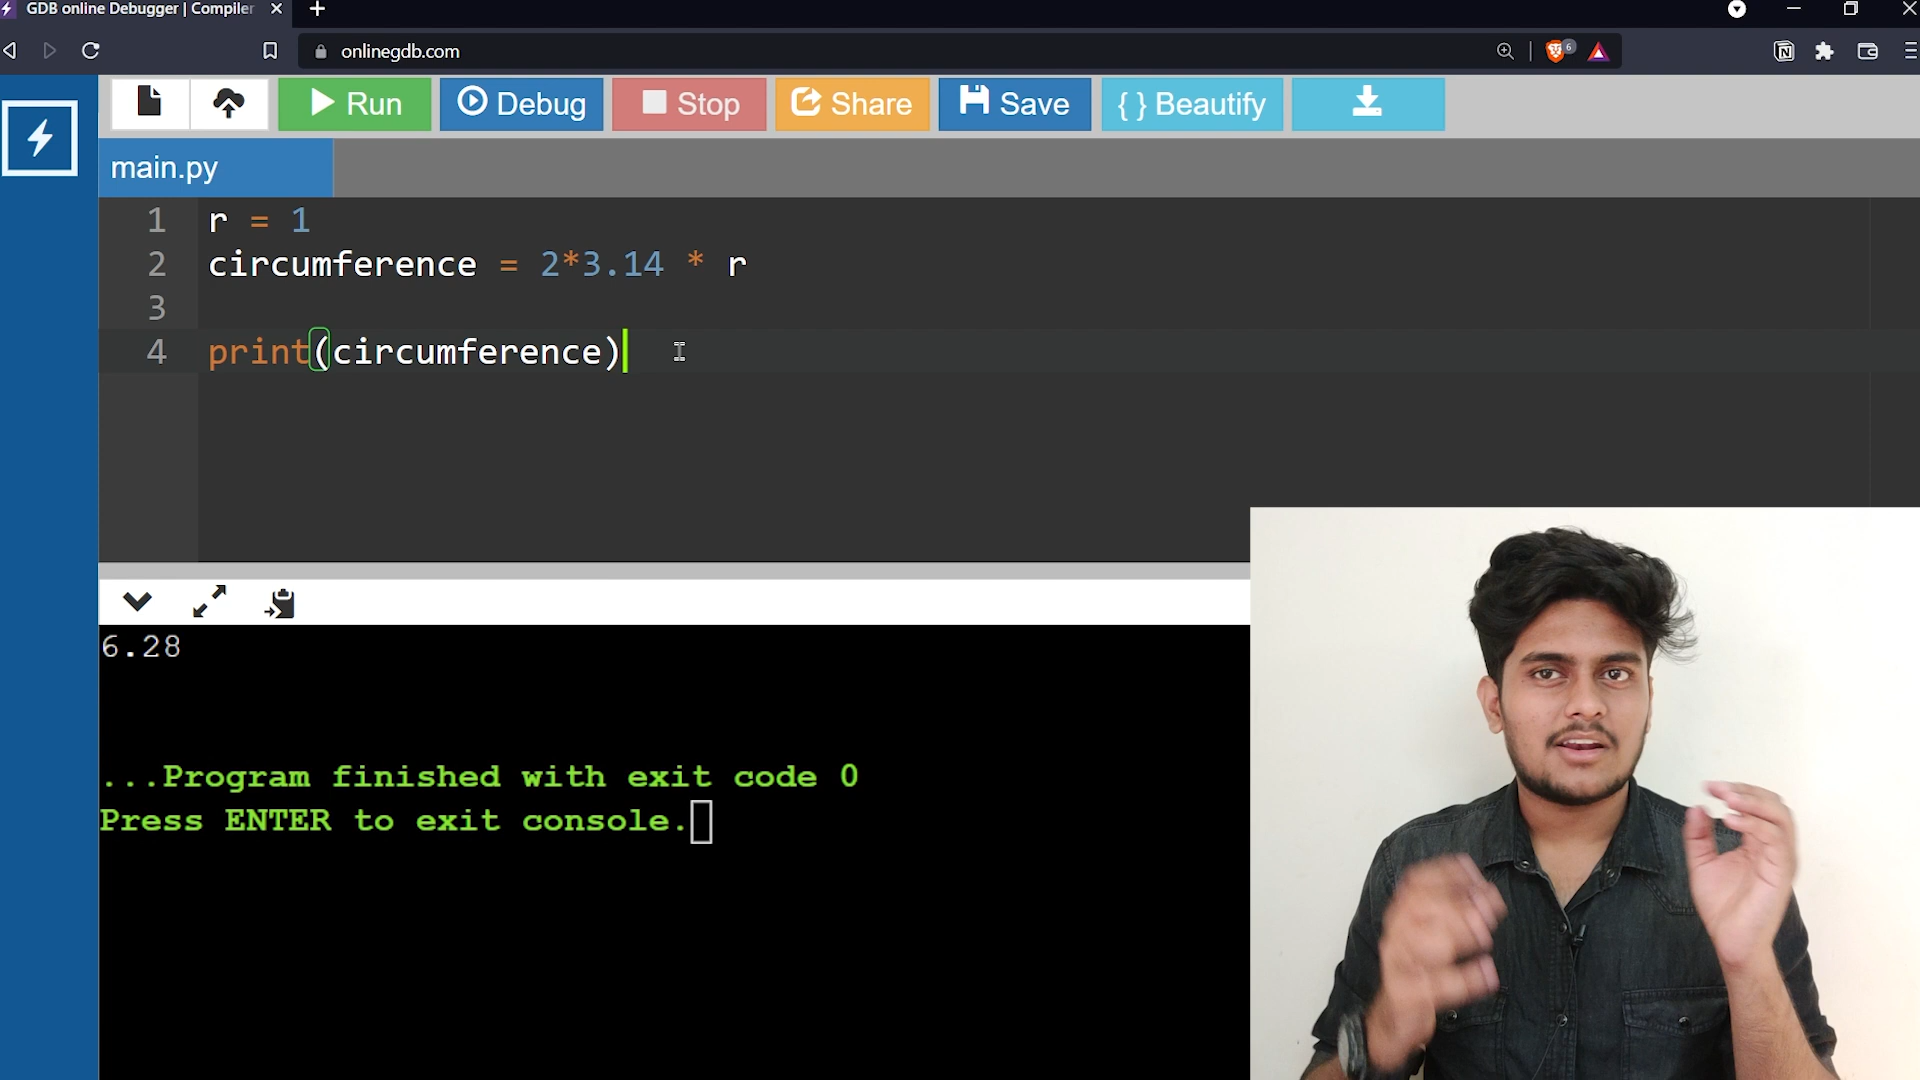 GDB online Debugger | Compiler
onlinegdb.com
6
Run Debug Stop Share Save { } Beautify
main.py
1 r = 1
2 circumference = 2*3.14 * r
3
4 print(circumference)
6.28
...Program finished with exit code 0
Press ENTER to exit console.